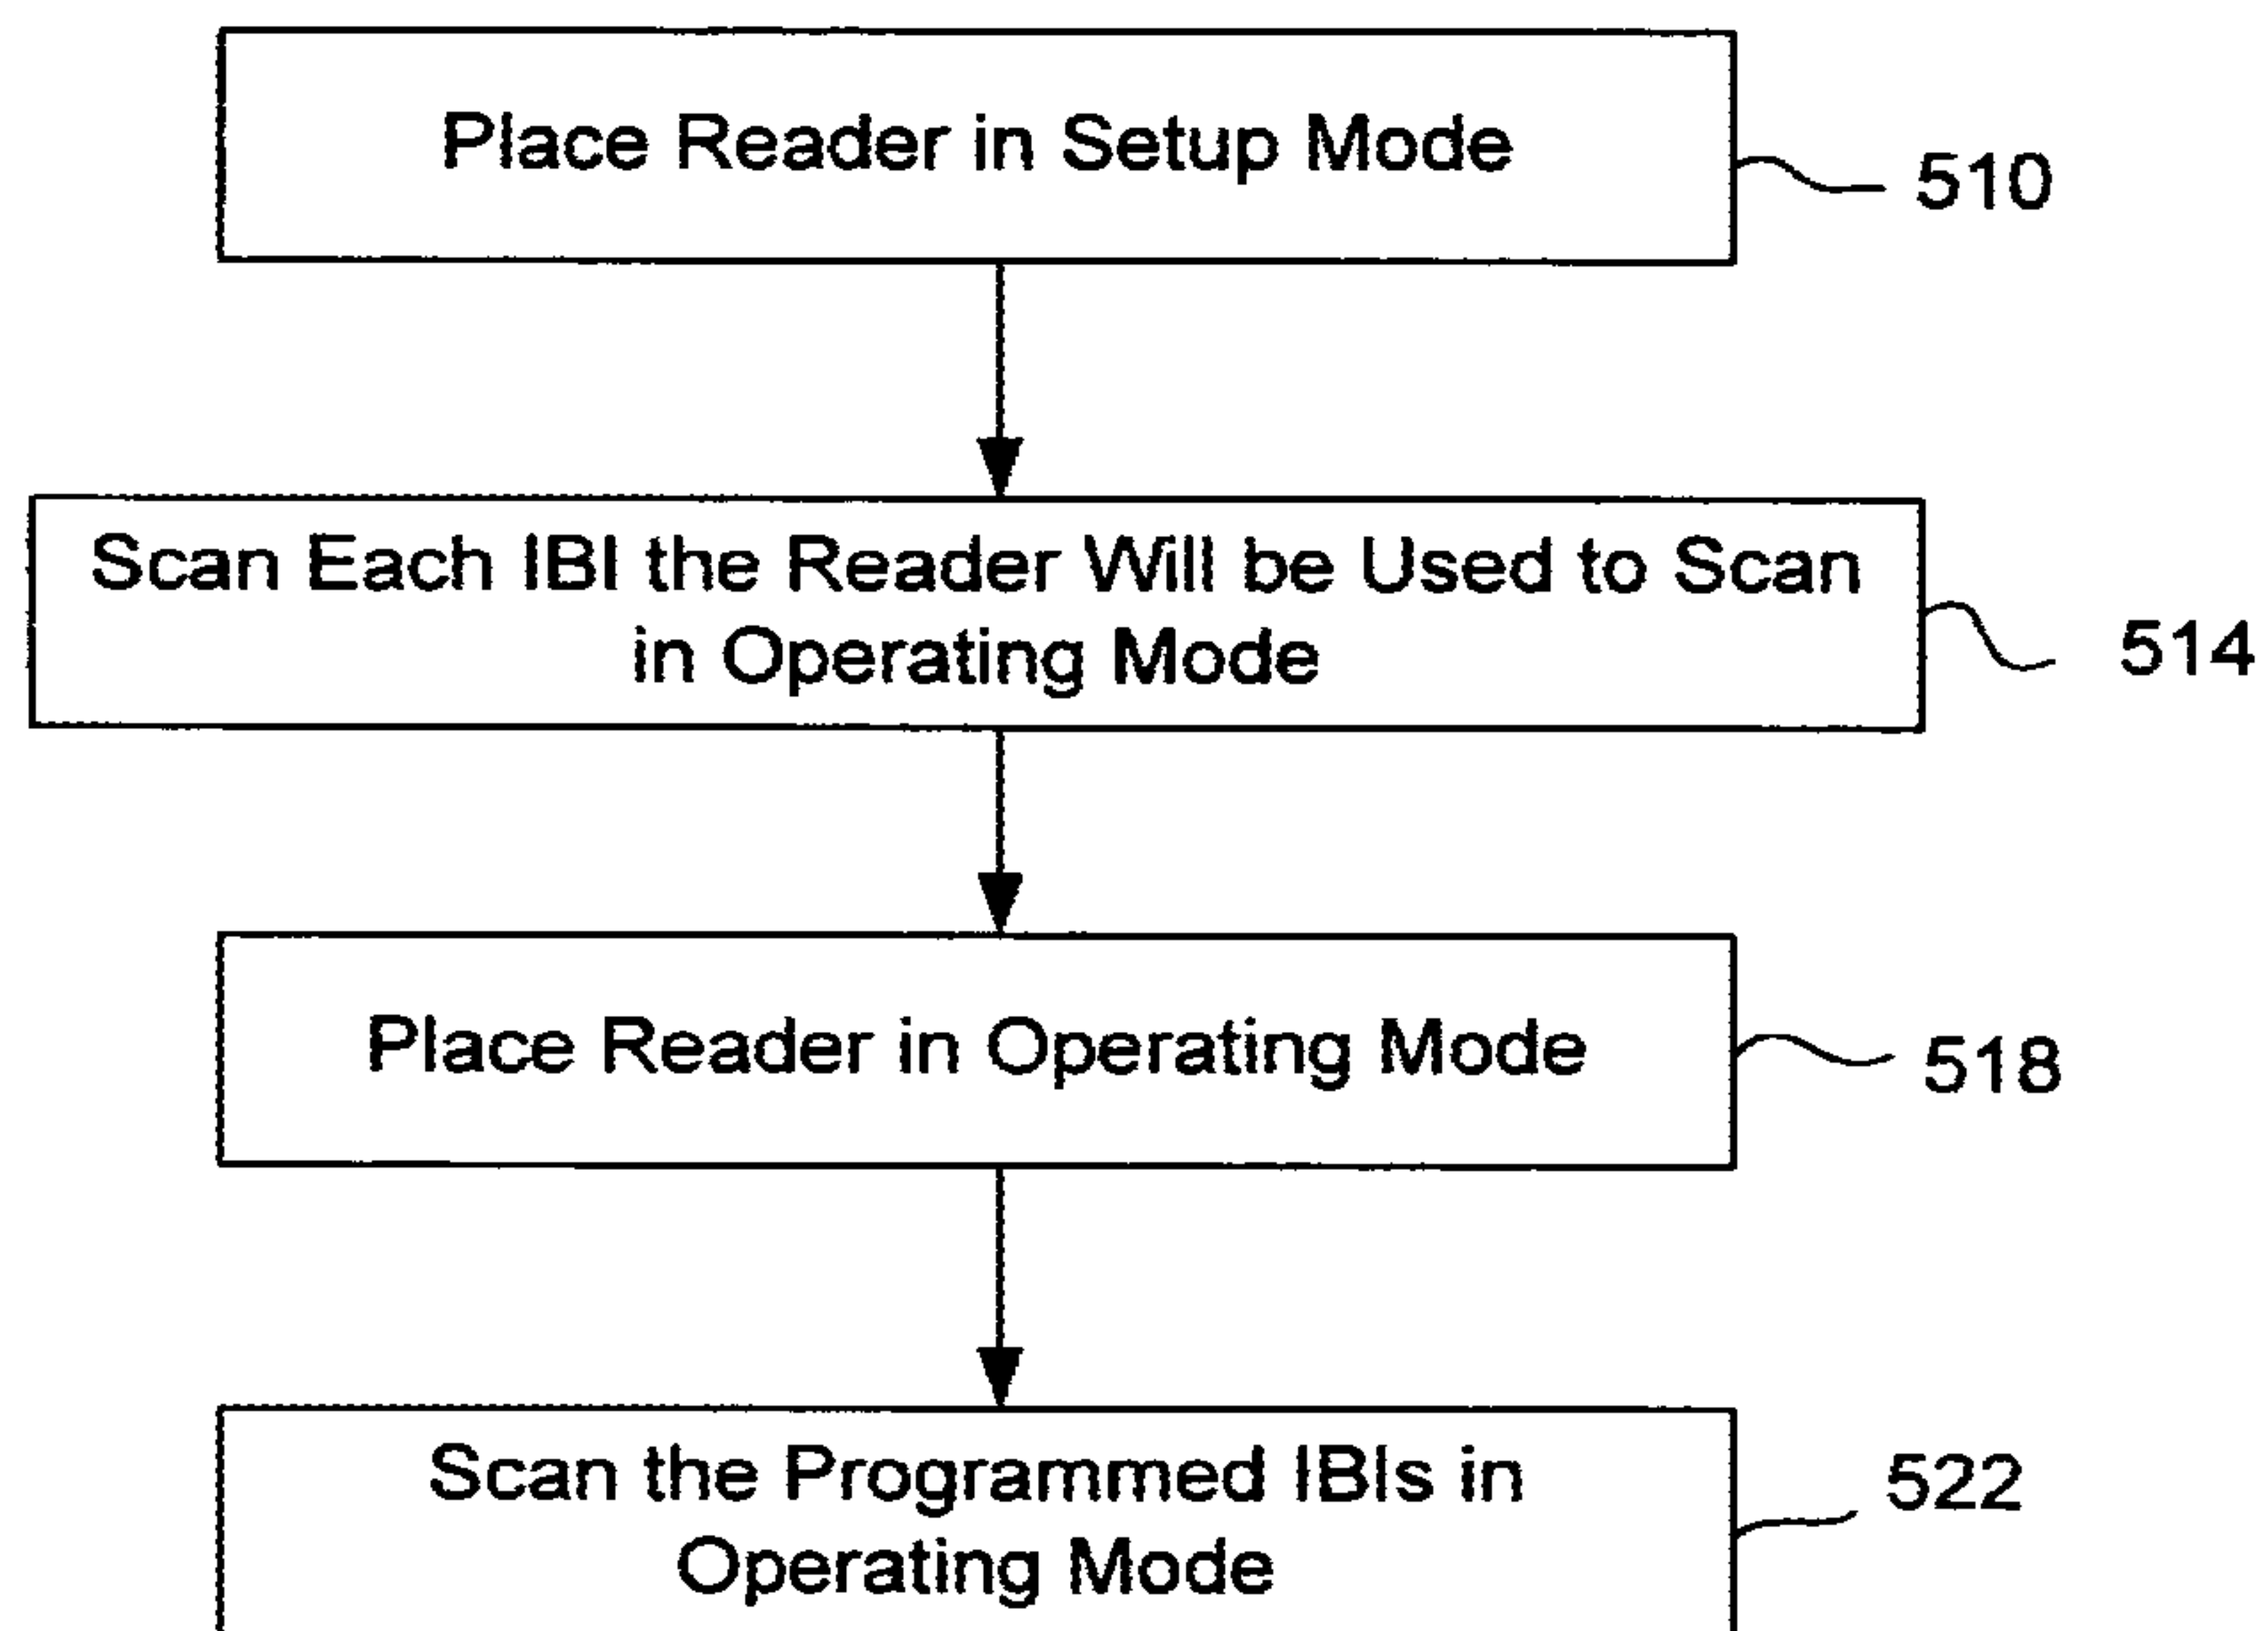 Place Reader in Setup Mode
510
Scan Each IBI the Reader Will be Used to Scan
in Operating Mode
514
Place Reader in Operating Mode
518
Scan the Programmed IBIs in
Operating Mode
522